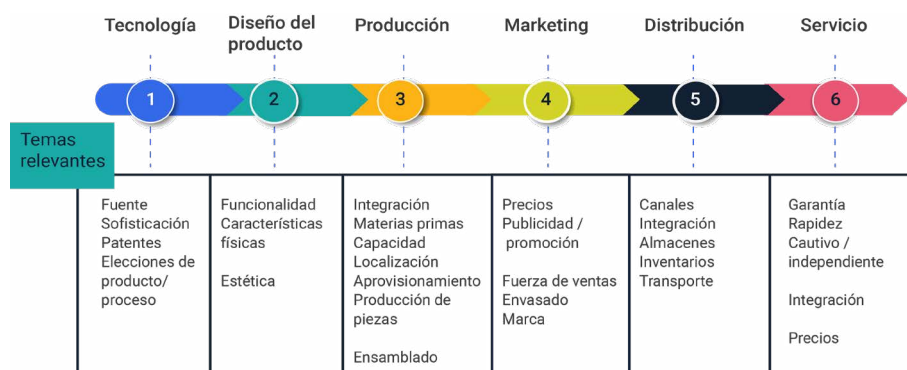 Tecnología
Diseño del
producto
Producción
Marketing
Distribución
Servicio
1
2
3
4
5
6
Temas
relevantes
Fuente
Sofisticación
Patentes
Elecciones de
producto/
proceso
Funcionalidad
Características
físicas
Estética
Integración
Materias primas
Capacidad
Localización
Aprovisionamiento
Producción de
piezas
Ensamblado
Precios
Publicidad /
promoción
Fuerza de ventas
Envasado
Marca
Canales
Integración
Almacenes
Inventarios
Transporte
Garantía
Rapidez
Cautivo /
independiente
Integración
Precios